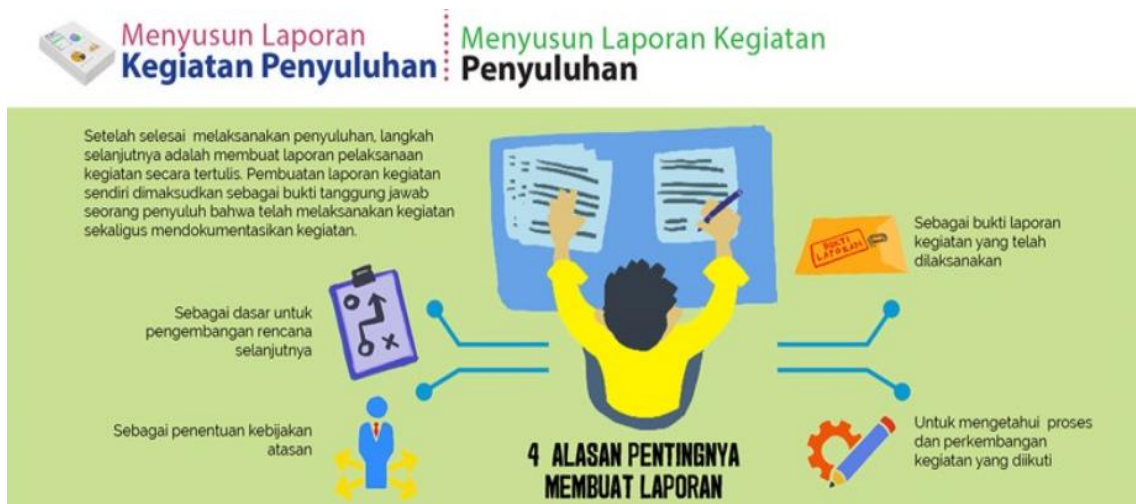 Menyusun Laporan
Kegiatan Penyuluhan
Menyusun Laporan Kegiatan
Penyuluhan
Setelah selesai melaksanakan penyuluhan, langkah
selanjutnya adalah membuat laporan pelaksanaan
kegiatan secara tertulis. Pembuatan laporan kegiatan
sendiri dimaksudkan sebagai bukti tanggung jawab
seorang penyuluh bahwa telah melaksanakan kegiatan
sekaligus mendokumentasikan kegiatan.
Sebagai dasar untuk
pengembangan rencana
selanjutnya
Sebagai penentuan kebijakan
atasan
BUKTI
LAPORAN
Sebagai bukti laporan
kegiatan yang telah
dilaksanakan
Untuk mengetahui proses
dan perkembangan
kegiatan yang diikuti
4 ALASAN PENTINGNYA
MEMBUAT LAPORAN